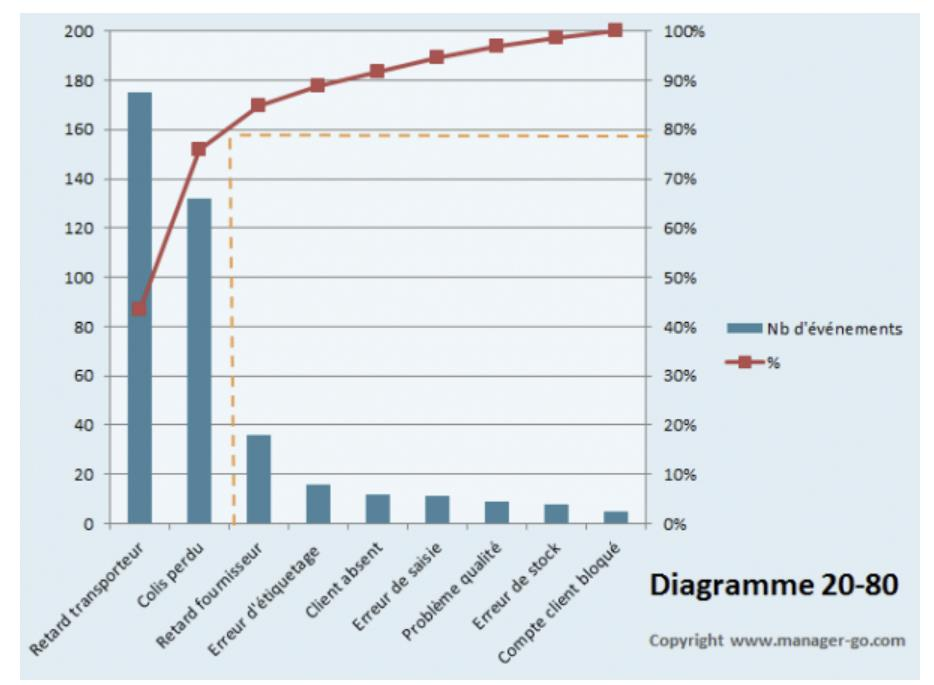 200
180
160
140
120
100
80
60
40
20
0
100%
90%
80%
70%
60%
50%
40%
30%
20%
10%
0%
Nb d'événements
%
Retard transporteur
Colis perdu
Retard fournisseur
Erreur d'étiquetage
Client absent
Erreur de saisie
Problème qualité
Erreur de stock
Compte client bloqué
Diagramme 20-80
Copyright www.manager-go.com